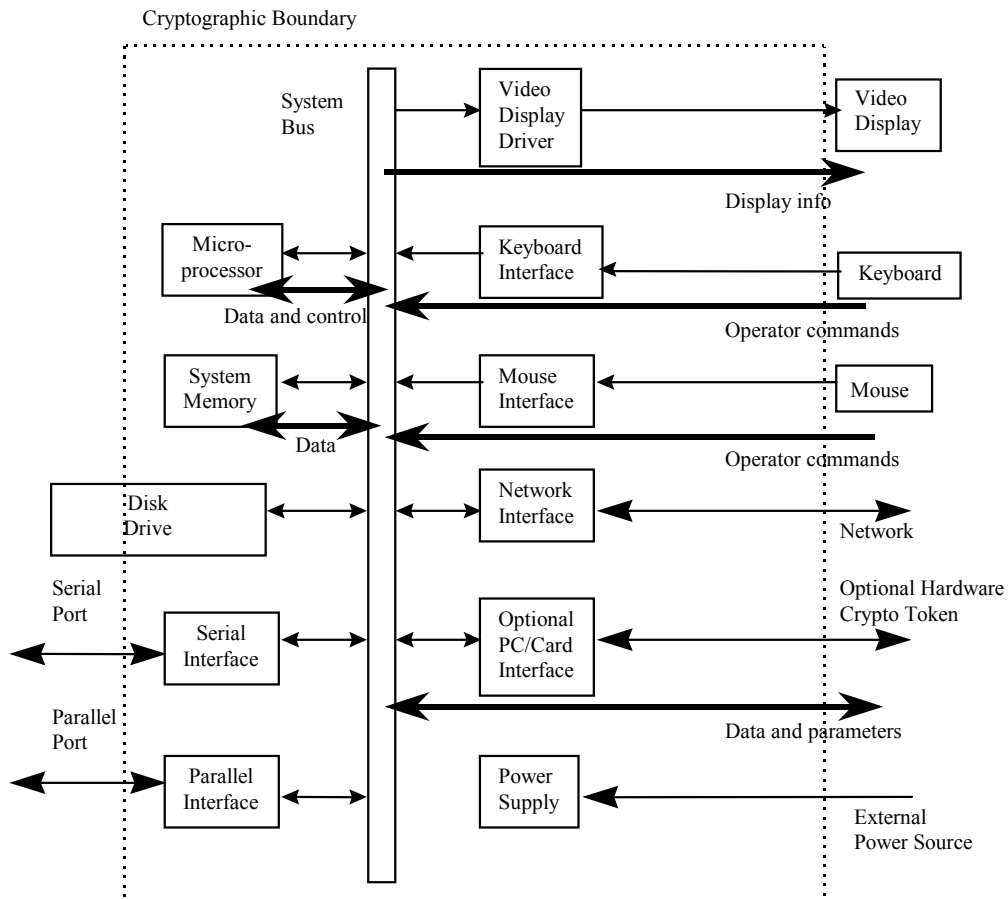 Cryptographic Boundary
System
Bus
Video
Display
Driver
Video
Display
Display info
Micro-
processor
Keyboard
Interface
Keyboard
Data and control
Operator commands
System
Memory
Mouse
Interface
Mouse
Data
Operator commands
Disk
Drive
Network
Interface
Network
Serial
Port
Optional Hardware
Crypto Token
Serial
Interface
Optional
PC/Card
Interface
Parallel
Port
Data and parameters
Parallel
Interface
Power
Supply
External
Power Source